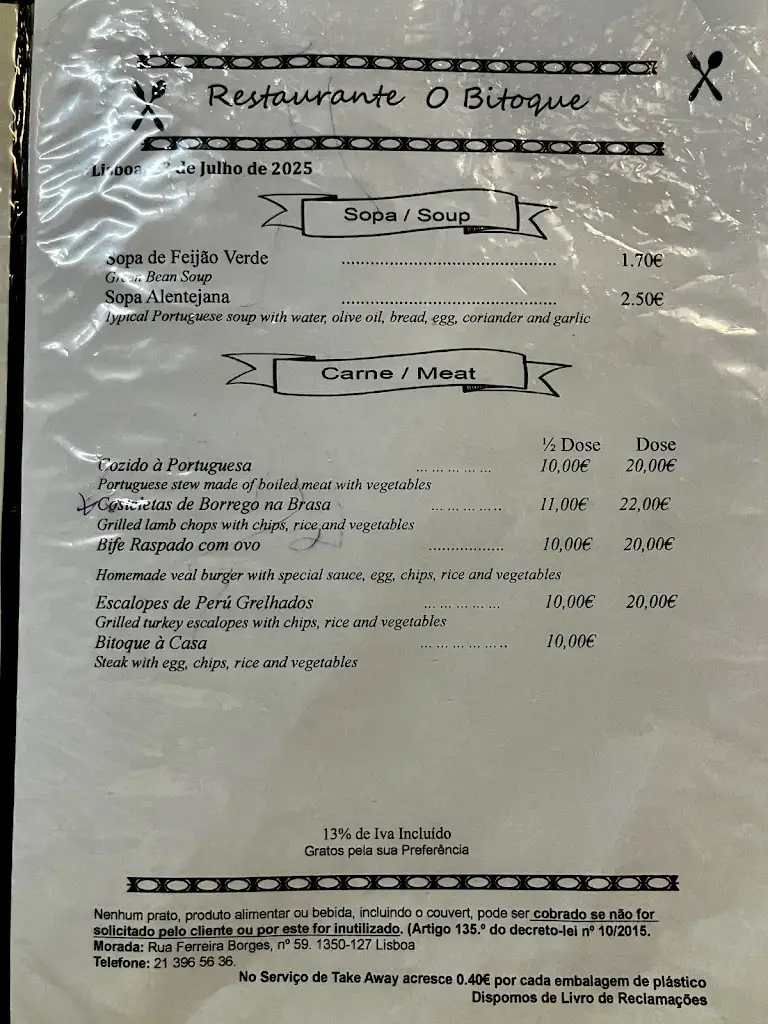 Restaurante O Bitoque
Lisboa, de Julho de 2025
Sopa / Soup
Sopa de Feijão Verde ................................................ 1.70€
Green Bean Soup
Sopa Alentejana ................................................ 2.50€
Typical Portuguese soup with water, olive oil, bread, egg, coriander and garlic
Carne / Meat
½ Dose Dose
Cozido à Portuguesa ... ... ... ... ... 10,00€ 20,00€
Portuguese stew made of boiled meat with vegetables
Costeletas de Borrego na Brasa ... ... ... ..... 11,00€ 22,00€
Grilled lamb chops with chips, rice and vegetables
Bife Raspado com ovo ................. 10,00€ 20,00€
Homemade veal burger with special sauce, egg, chips, rice and vegetables
Escalopes de Perú Grelhados ... ... ... ... ... 10,00€ 20,00€
Grilled turkey escalopes with chips, rice and vegetables
Bitoque à Casa ... ... ... ... ... .. 10,00€
Steak with egg, chips, rice and vegetables
13% de Iva Incluído
Gratos pela sua Preferência
Nenhum prato, produto alimentar ou bebida, incluindo o couvert, pode ser cobrado se não for
solicitado pelo cliente ou por este for inutilizado. (Artigo 135.º do decreto-lei nº 10/2015.
Morada: Rua Ferreira Borges, nº 59. 1350-127 Lisboa
Telefone: 21 396 56 36.
No Serviço de Take Away acresce 0.40€ por cada embalagem de plástico
Dispomos de Livro de Reclamações